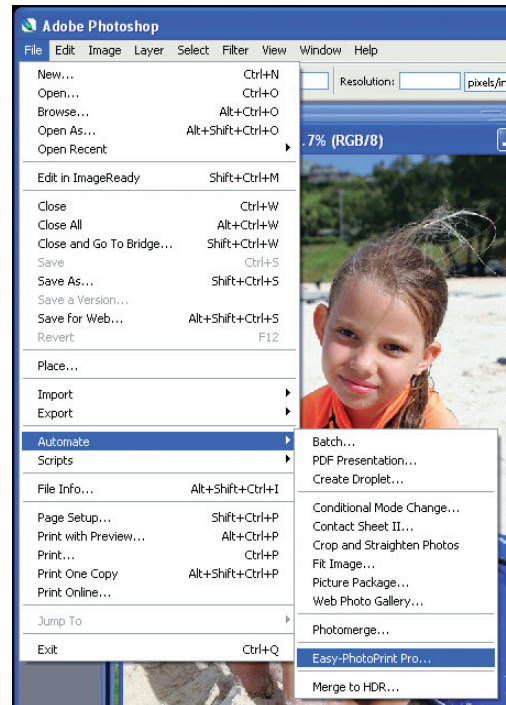 Adobe Photoshop
File Edit Image Layer Select Filter View Window Help
Resolution: pixels/in
.7% (RGB/8)
New... Ctrl+N
Open... Ctrl+O
Browse... Alt+Ctrl+O
Open As... Alt+Shift+Ctrl+O
Open Recent
Edit in ImageReady Shift+Ctrl+M
Close Ctrl+W
Close All Alt+Ctrl+W
Close and Go To Bridge... Shift+Ctrl+W
Save Ctrl+S
Save As... Shift+Ctrl+S
Save a Version...
Save for Web... Alt+Shift+Ctrl+S
Revert F12
Place...
Import
Export
Automate
Scripts
File Info... Alt+Shift+Ctrl+I
Page Setup... Shift+Ctrl+P
Print with Preview... Alt+Ctrl+P
Print... Ctrl+P
Print One Copy Alt+Shift+Ctrl+P
Print Online...
Jump To
Exit Ctrl+Q
Batch...
PDF Presentation...
Create Droplet...
Conditional Mode Change...
Contact Sheet II...
Crop and Straighten Photos
Fit Image...
Picture Package...
Web Photo Gallery...
Photomerge...
Easy-PhotoPrint Pro...
Merge to HDR...